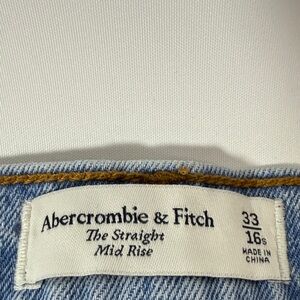 Abercrombie & Fitch
The Straight
Mid Rise
33
16s
MADE IN
CHINA